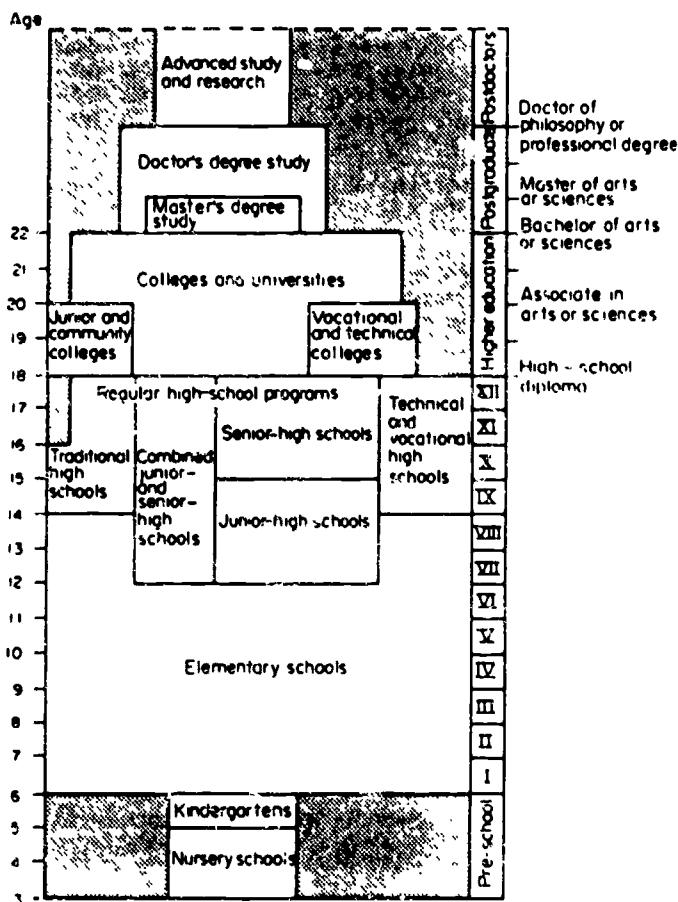 Age
Advanced study
and research
Doctor's degree study
Master's degree
study
Colleges and universities
Junior and
community
colleges
Vocational
and technical
colleges
Regular high-school programs
Traditional
high
schools
Combined
junior-
and
senior-
high
schools
Senior-high schools
Junior-high schools
Technical
and
vocational
high
schools
Elementary schools
Kindergartens
Nursery schools
22
21
20
19
18
17
16
15
14
13
12
11
10
9
8
7
6
5
4
3
Postdoctors
Postgraduate
Higher education
XII
XI
X
IX
VIII
VII
VI
V
IV
III
II
I
Pre-school
Doctor of
philosophy or
professional degree
Master of arts
or sciences
Bachelor of arts
or sciences
Associate in
arts or sciences
High-school
diploma